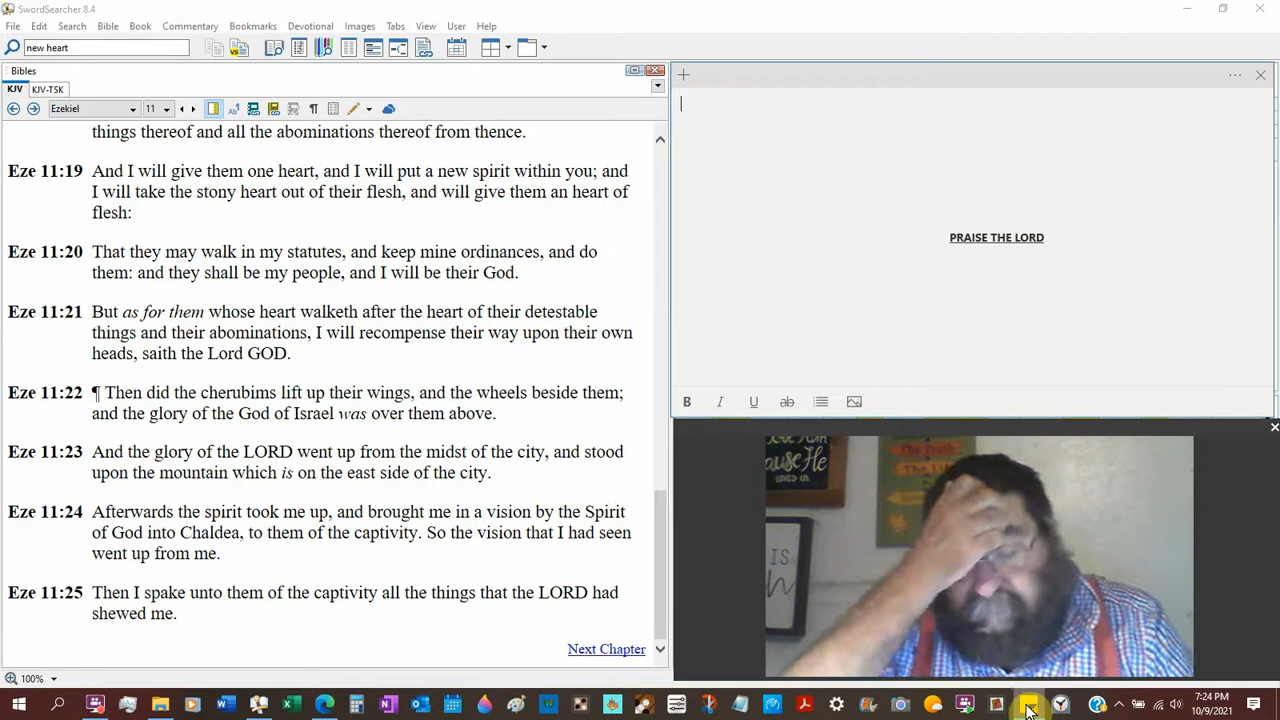 SwordSearcher 8.4
File Edit Search Bible Book Commentary Bookmarks Devotional Images Tabs View User Help
new heart
Bibles
KJV KJV-TSK
Ezekiel 11
things thereof and all the abominations thereof from thence.
Eze 11:19 And I will give them one heart, and I will put a new spirit within you; and
I will take the stony heart out of their flesh, and will give them an heart of
flesh:
Eze 11:20 That they may walk in my statutes, and keep mine ordinances, and do
them: and they shall be my people, and I will be their God.
Eze 11:21 But as for them whose heart walketh after the heart of their detestable
things and their abominations, I will recompense their way upon their own
heads, saith the Lord GOD.
Eze 11:22 ¶ Then did the cherubims lift up their wings, and the wheels beside them;
and the glory of the God of Israel was over them above.
Eze 11:23 And the glory of the LORD went up from the midst of the city, and stood
upon the mountain which is on the east side of the city.
Eze 11:24 Afterwards the spirit took me up, and brought me in a vision by the Spirit
of God into Chaldea, to them of the captivity. So the vision that I had seen
went up from me.
Eze 11:25 Then I spake unto them of the captivity all the things that the LORD had
shewed me.
Next Chapter
100%
PRAISE THE LORD
B I U ab
cause He
The Truth
The Life
IS
7:24 PM
10/9/2021